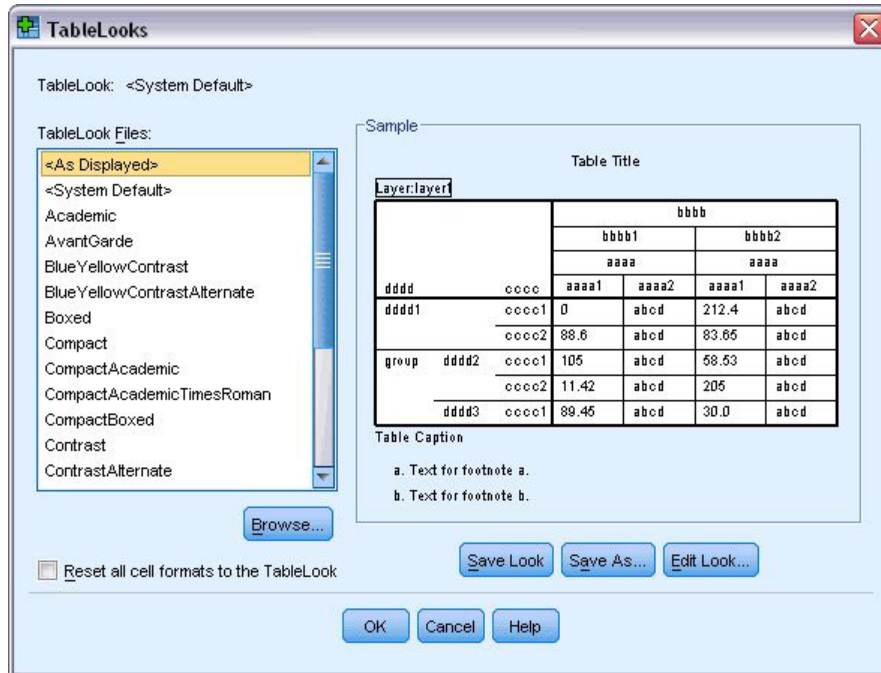 TableLooks
TableLook: <System Default>
TableLook Files:
<As Displayed>
<System Default>
Academic
AvantGarde
BlueYellowContrast
BlueYellowContrastAlternate
Boxed
Compact
CompactAcademic
CompactAcademicTimesRoman
CompactBoxed
Contrast
ContrastAlternate
Browse...
Reset all cell formats to the TableLook
Sample
Table Title
Layer:layer1
bbbb
bbbb1 bbbb2
aaaa aaaa
dddd cccc aaaa1 aaaa2 aaaa1 aaaa2
dddd1 cccc1 0 abcd 212.4 abcd
cccc2 88.6 abcd 83.65 abcd
group dddd2 cccc1 105 abcd 58.53 abcd
cccc2 11.42 abcd 205 abcd
dddd3 cccc1 89.45 abcd 30.0 abcd
Table Caption
a. Text for footnote a.
b. Text for footnote b.
Save Look Save As... Edit Look...
OK Cancel Help